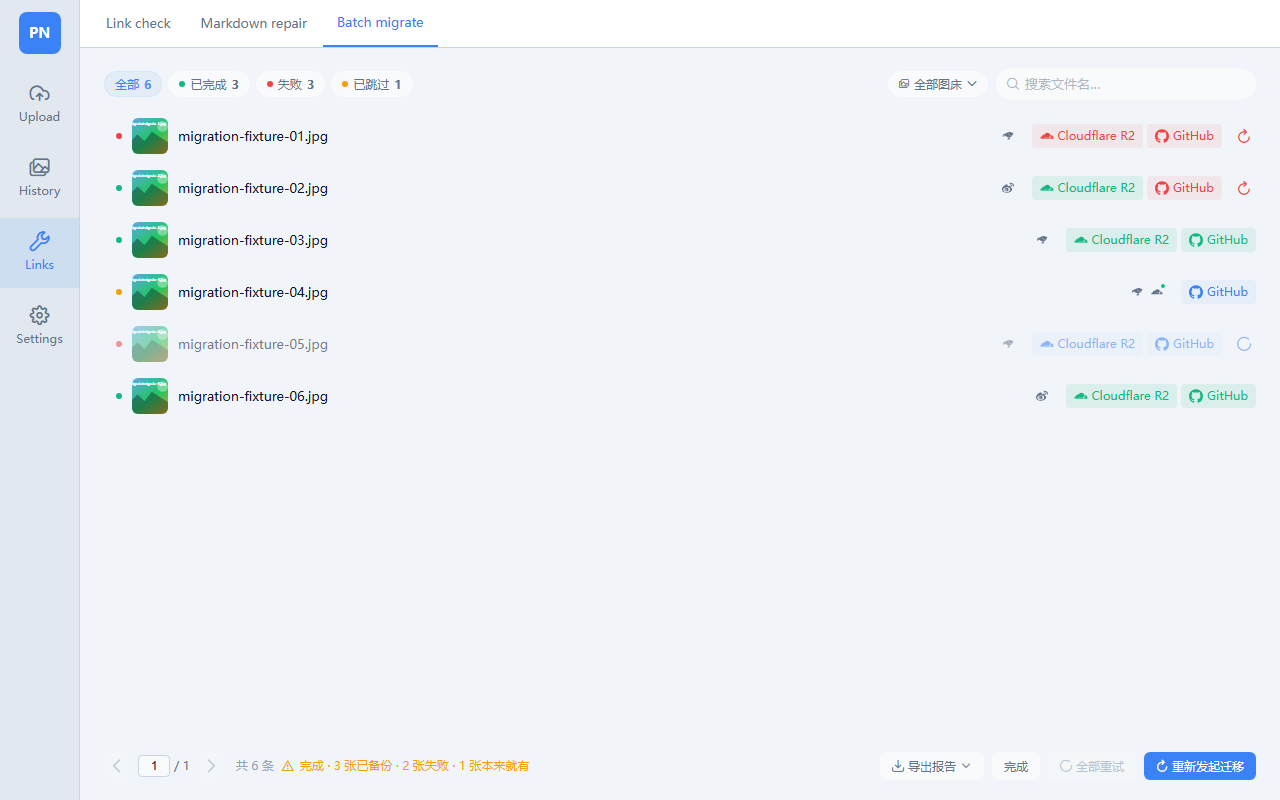 PN
Upload
History
Links
Settings
Link check
Markdown repair
Batch migrate
全部 6
已完成 3
失败 3
已跳过 1
全部图床
搜索文件名...
migration-fixture-01.jpg
Cloudflare R2
GitHub
migration-fixture-02.jpg
Cloudflare R2
GitHub
migration-fixture-03.jpg
Cloudflare R2
GitHub
migration-fixture-04.jpg
GitHub
migration-fixture-05.jpg
Cloudflare R2
GitHub
migration-fixture-06.jpg
Cloudflare R2
GitHub
1 / 1
共 6 条
完成 · 3 张已备份 · 2 张失败 · 1 张本来就有
导出报告
完成
全部重试
重新发起迁移